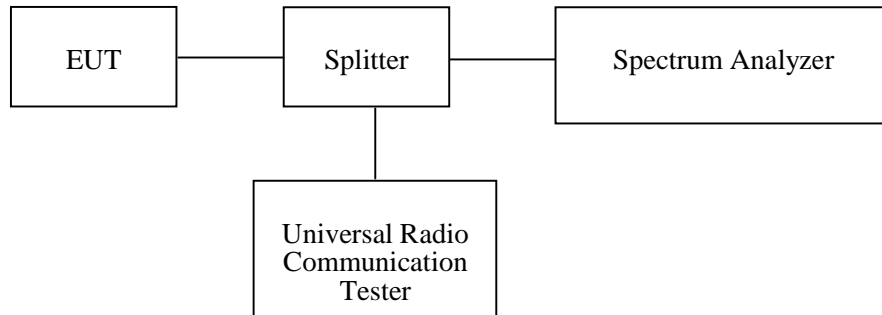 EUT
Splitter
Spectrum Analyzer
Universal Radio
Communication
Tester